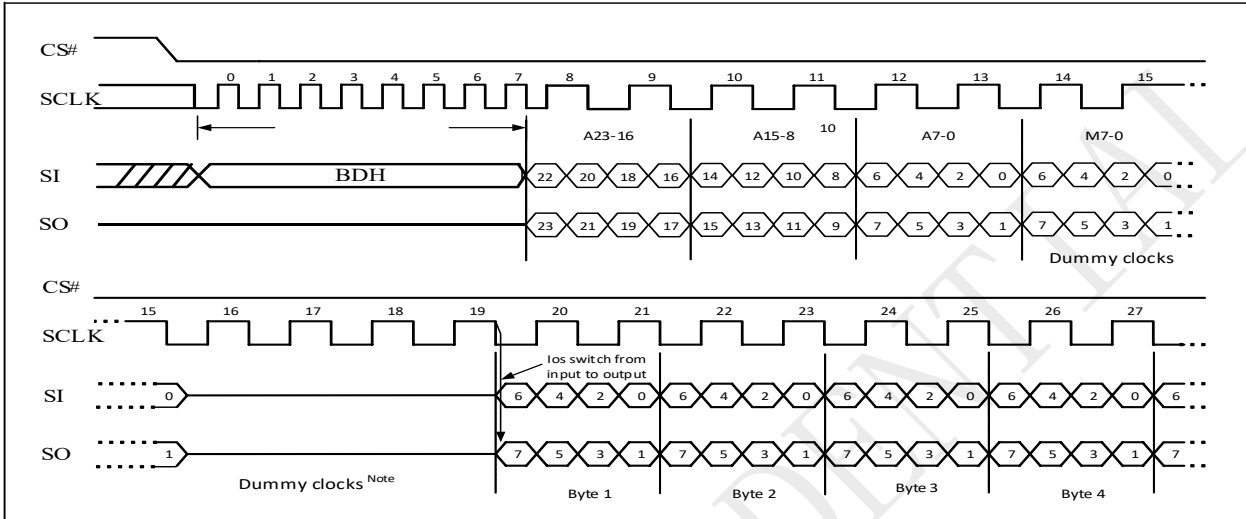 CS#
0 1 2 3 4 5 6 7 8 9 10 11 12 13 14 15
SCLK
A23-16 A15-8 10 A7-0 M7-0
SI BDH 22 20 18 16 14 12 10 8 6 4 2 0 6 4 2 0
SO 23 21 19 17 15 13 11 9 7 5 3 1 7 5 3 1
Dummy clocks
CS#
15 16 17 18 19 20 21 22 23 24 25 26 27
SCLK
Ios switch from
input to output
SI 0 6 4 2 0 6 4 2 0 6 4 2 0 6 4 2 0 6
SO 1 7 5 3 1 7 5 3 1 7 5 3 1 7 5 3 1 7
Dummy clocks Note
Byte 1 Byte 2 Byte 3 Byte 4
DENTIAL